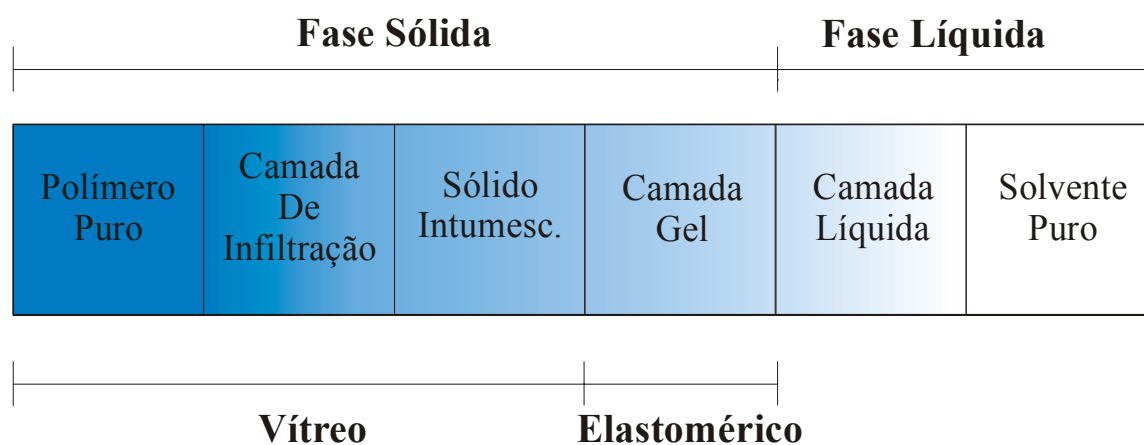 Fase Sólida
Fase Líquida
Polímero
Puro
Camada
De
Infiltração
Sólido
Intumesc.
Camada
Gel
Camada
Líquida
Solvente
Puro
Vítreo
Elastomérico